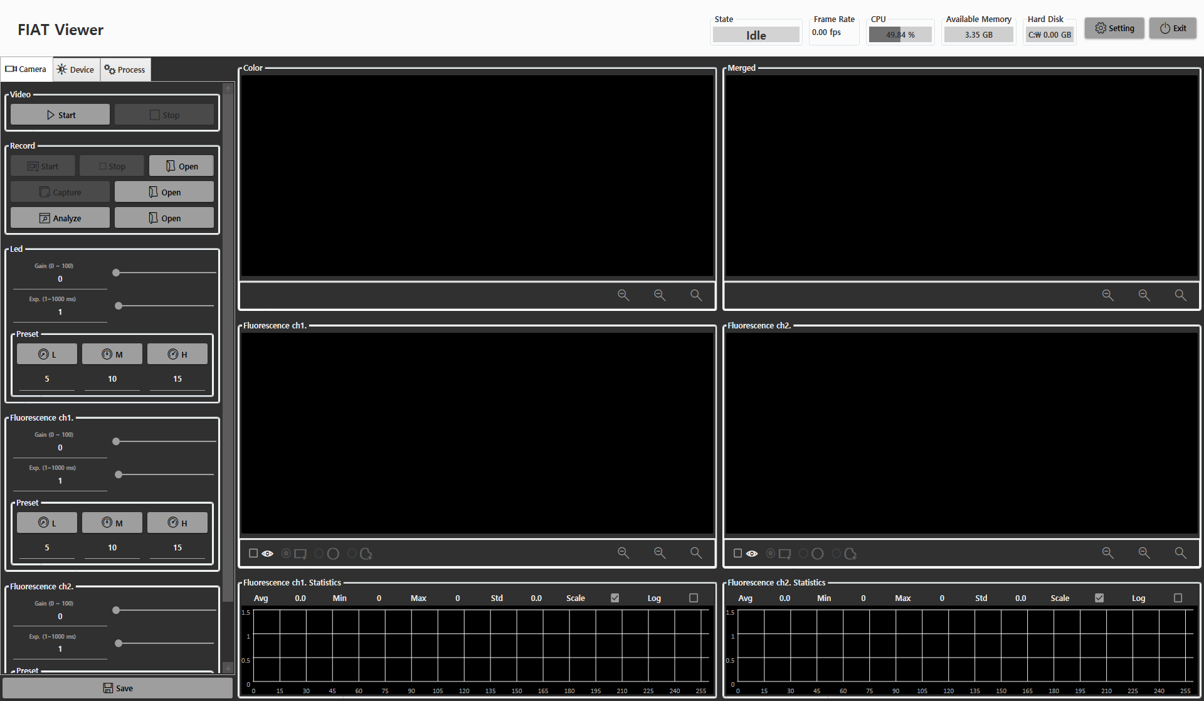 FIAT Viewer
State
Idle
Frame Rate
0.00 fps
CPU
49.84 %
Available Memory
3.35 GB
Hard Disk
C:₩ 0.00 GB
Setting
Exit
Camera
Device
Process
Video
Start
Stop
Record
Start
Stop
Open
Capture
Open
Analyze
Open
Led
Gain (0 ~ 100)
0
Exp. (1~1000 ms)
1
Preset
L
M
H
5
10
15
Fluorescence ch1.
Gain (0 ~ 100)
0
Exp. (1~1000 ms)
1
Preset
L
M
H
5
10
15
Fluorescence ch2.
Gain (0 ~ 100)
0
Exp. (1~1000 ms)
1
Preset
Save
Color
Merged
Fluorescence ch1.
Fluorescence ch2.
Fluorescence ch1. Statistics
Avg 0.0 Min 0 Max 0 Std 0.0 Scale Log
1.5
1
0.5
0
0 15 30 45 60 75 90 105 120 135 150 165 180 195 210 225 240 255
Fluorescence ch2. Statistics
Avg 0.0 Min 0 Max 0 Std 0.0 Scale Log
1.5
1
0.5
0
0 15 30 45 60 75 90 105 120 135 150 165 180 195 210 225 240 255